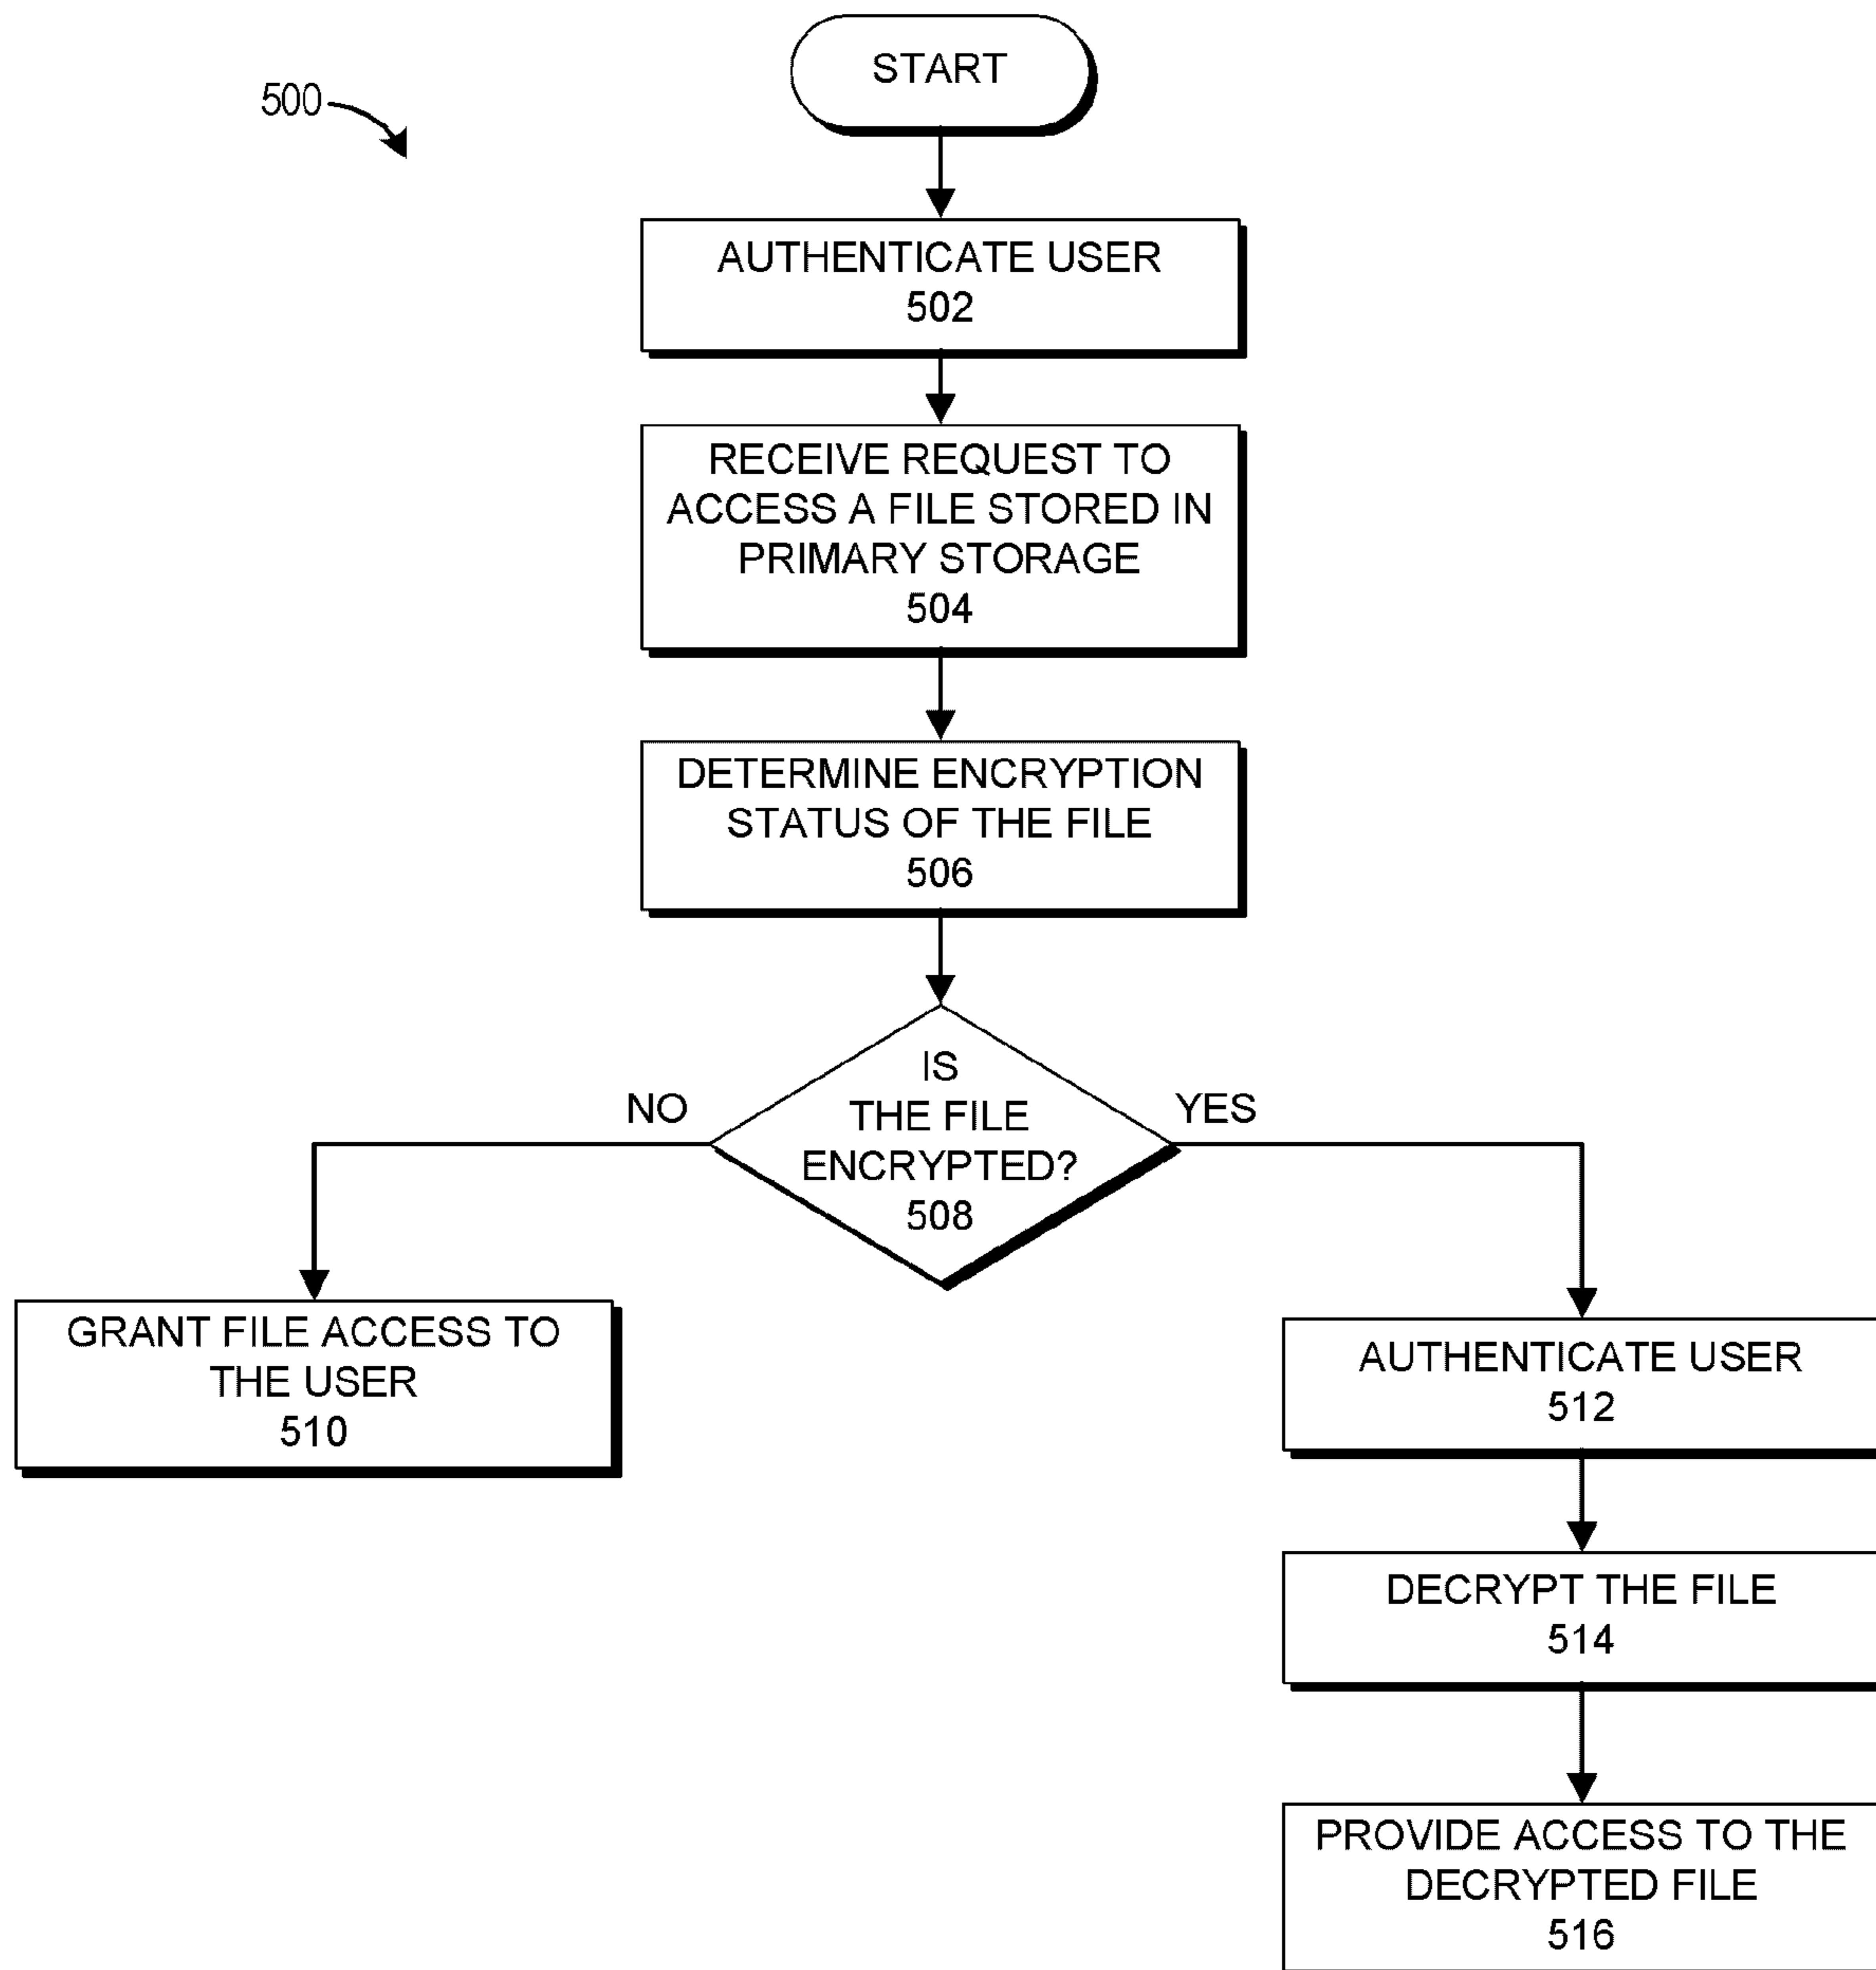 500
START
AUTHENTICATE USER
502
RECEIVE REQUEST TO
ACCESS A FILE STORED IN
PRIMARY STORAGE
504
DETERMINE ENCRYPTION
STATUS OF THE FILE
506
IS
THE FILE
ENCRYPTED?
508
NO
YES
GRANT FILE ACCESS TO
THE USER
510
AUTHENTICATE USER
512
DECRYPT THE FILE
514
PROVIDE ACCESS TO THE
DECRYPTED FILE
516